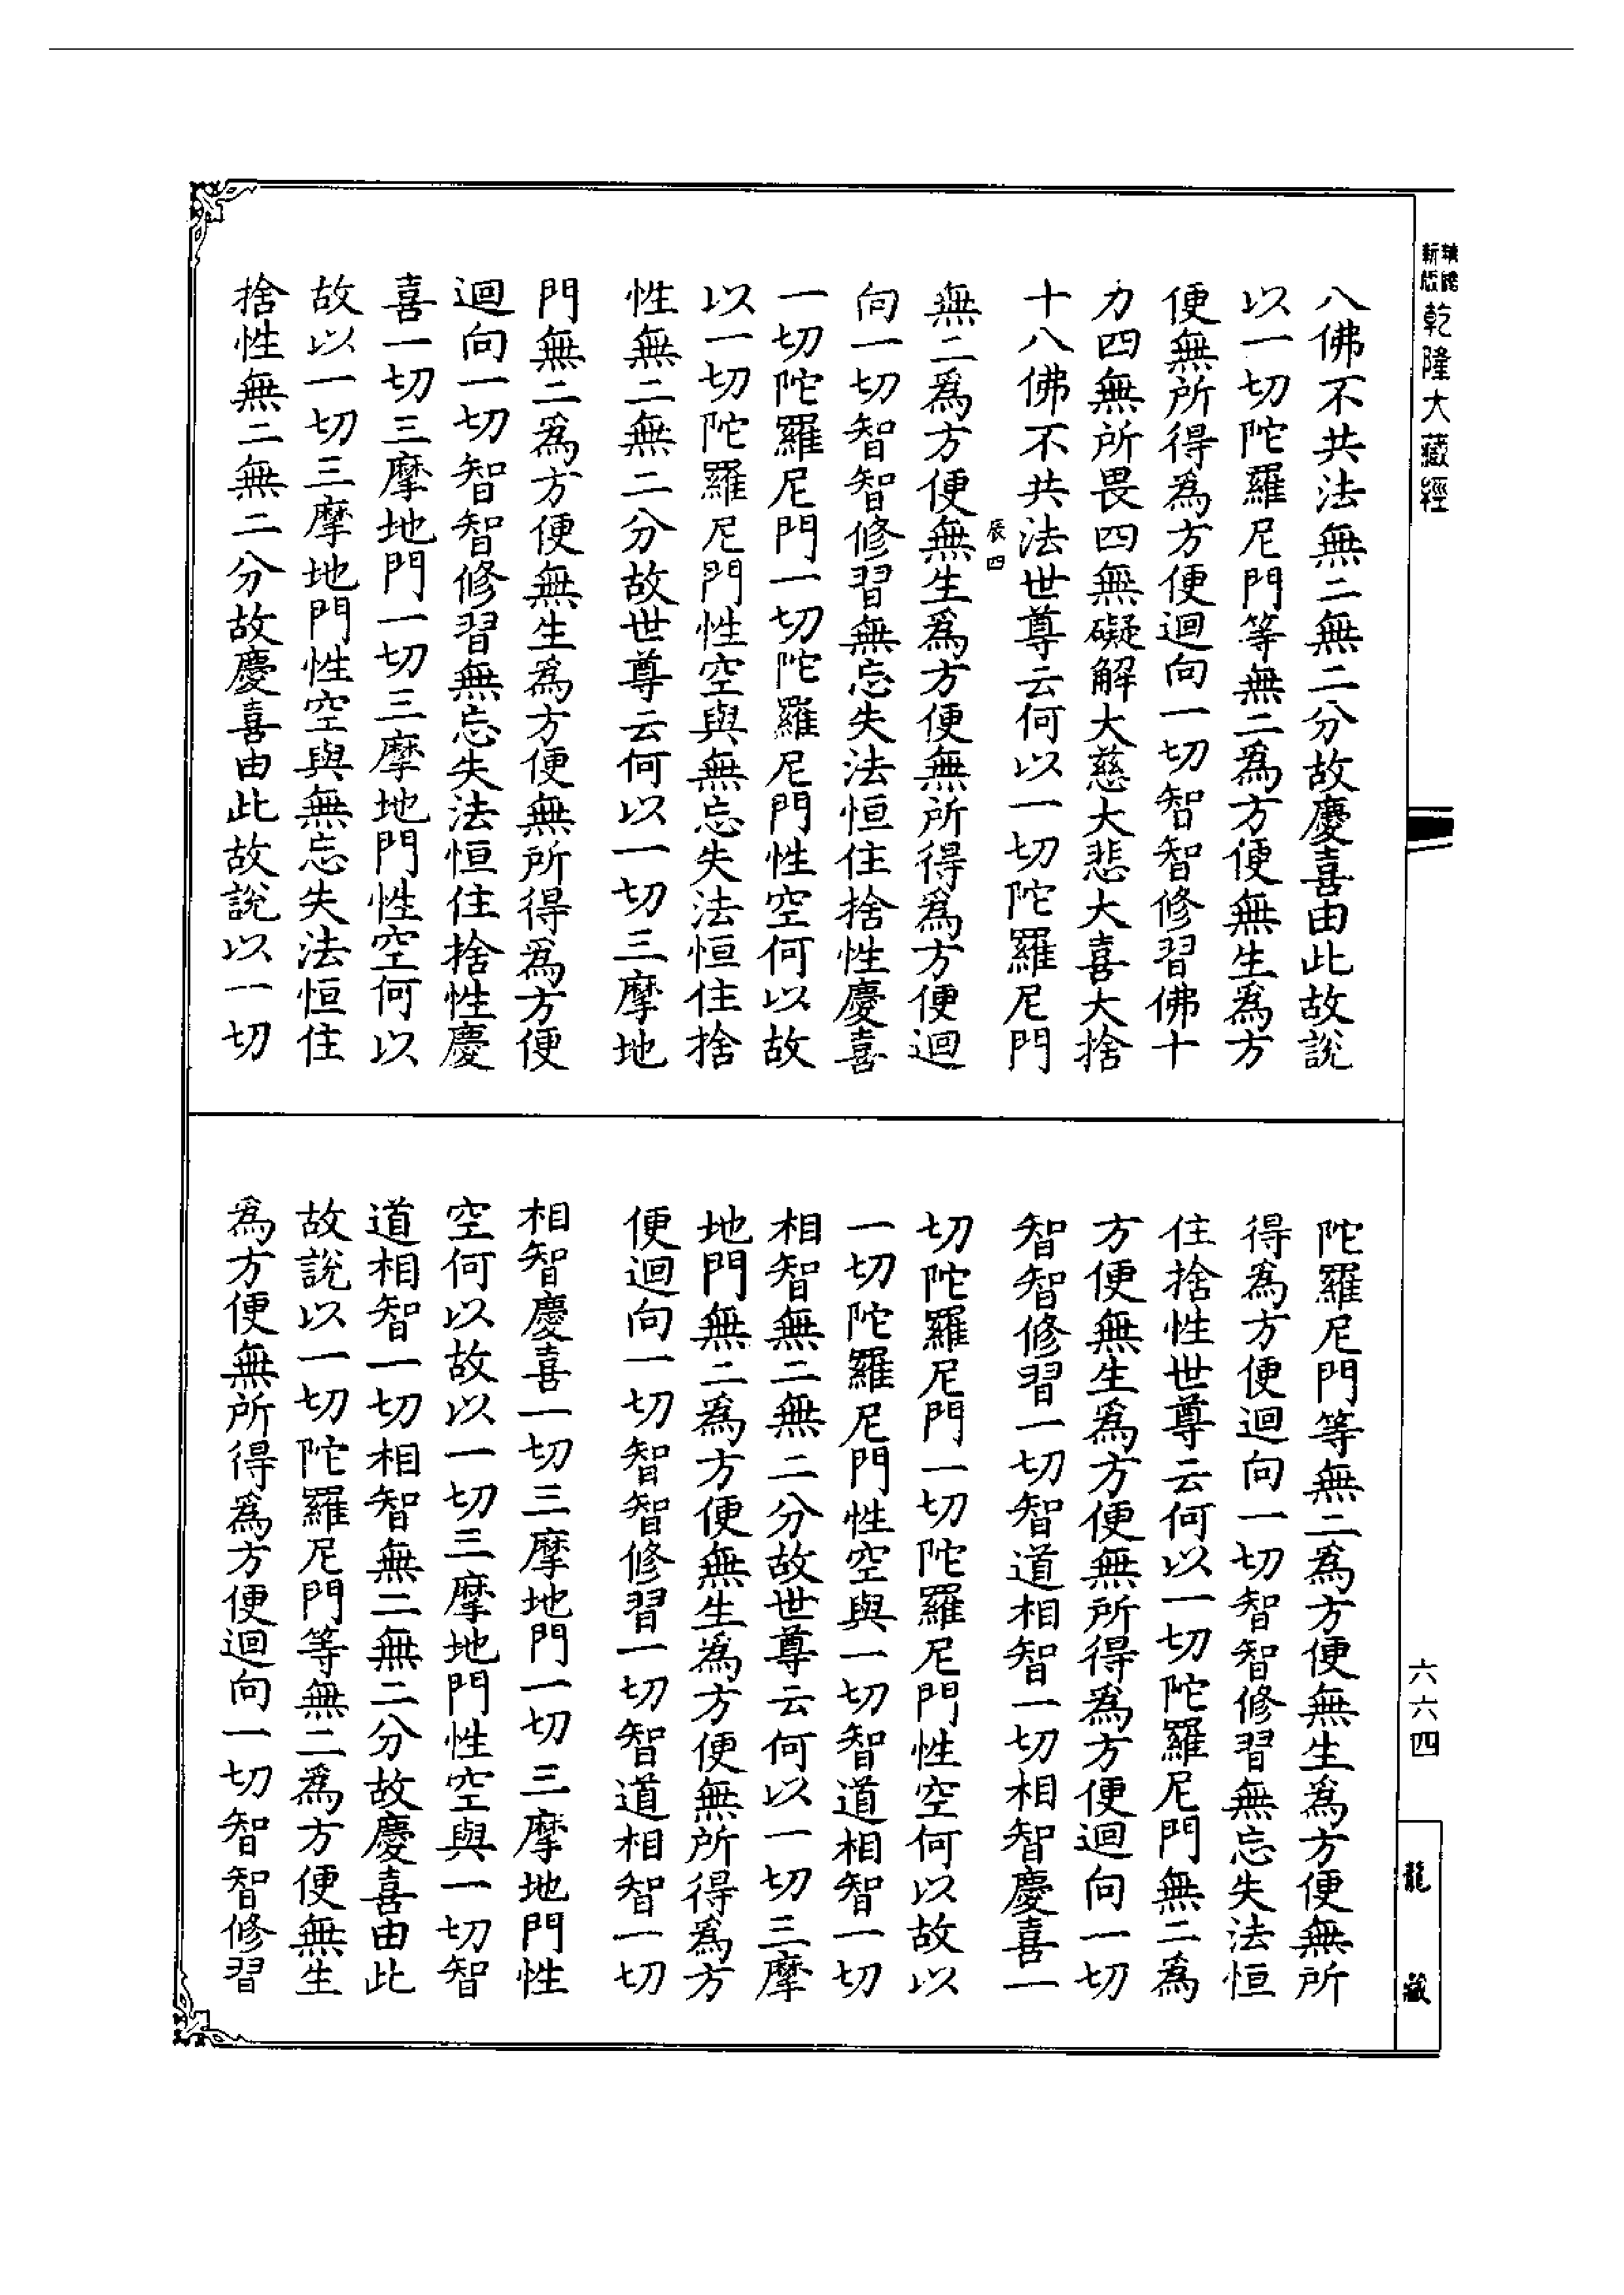 乾隆大藏經
八佛不共法無二無二分故慶喜由此故說
以一切陀羅尼門等無二爲方便無生爲方
便無所得爲方便迴向一切智智修習佛十
力四無所畏四無礙解大慈大悲大喜大捨
十八佛不共法世尊云何以一切陀羅尼門
辰四
無二爲方便無生爲方便無所得爲方便迴
向一切智智修習無忘失法恒住捨性慶喜
一切陀羅尼門一切陀羅尼門性空何以故
以一切陀羅尼門性空與無忘失法恒住捨
性無二無二分故世尊云何以一切三摩地
門無二爲方便無生爲方便無所得爲方便
迴向一切智智修習無忘失法恒住捨性慶
喜一切三摩地門一切三摩地門性空何以
故以一切三摩地門性空與無忘失法恒住
捨性無二無二分故慶喜由此故說以一切
陀羅尼門等無二爲方便無生爲方便無所
得爲方便迴向一切智智修習無忘失法恒
住捨性世尊云何以一切陀羅尼門無二爲
方便無生爲方便無所得爲方便迴向一切
智智修習一切智道相智一切相智慶喜一
切陀羅尼門一切陀羅尼門性空何以故以
一切陀羅尼門性空與一切智道相智一切
相智無二無二分故世尊云何以一切三摩
地門無二爲方便無生爲方便無所得爲方
便迴向一切智智修習一切智道相智一切
相智慶喜一切三摩地門一切三摩地門性
空何以故以一切三摩地門性空與一切智
道相智一切相智無二無二分故慶喜由此
故說以一切陀羅尼門等無二爲方便無生
爲方便無所得爲方便迴向一切智智修習
六六四
龍藏